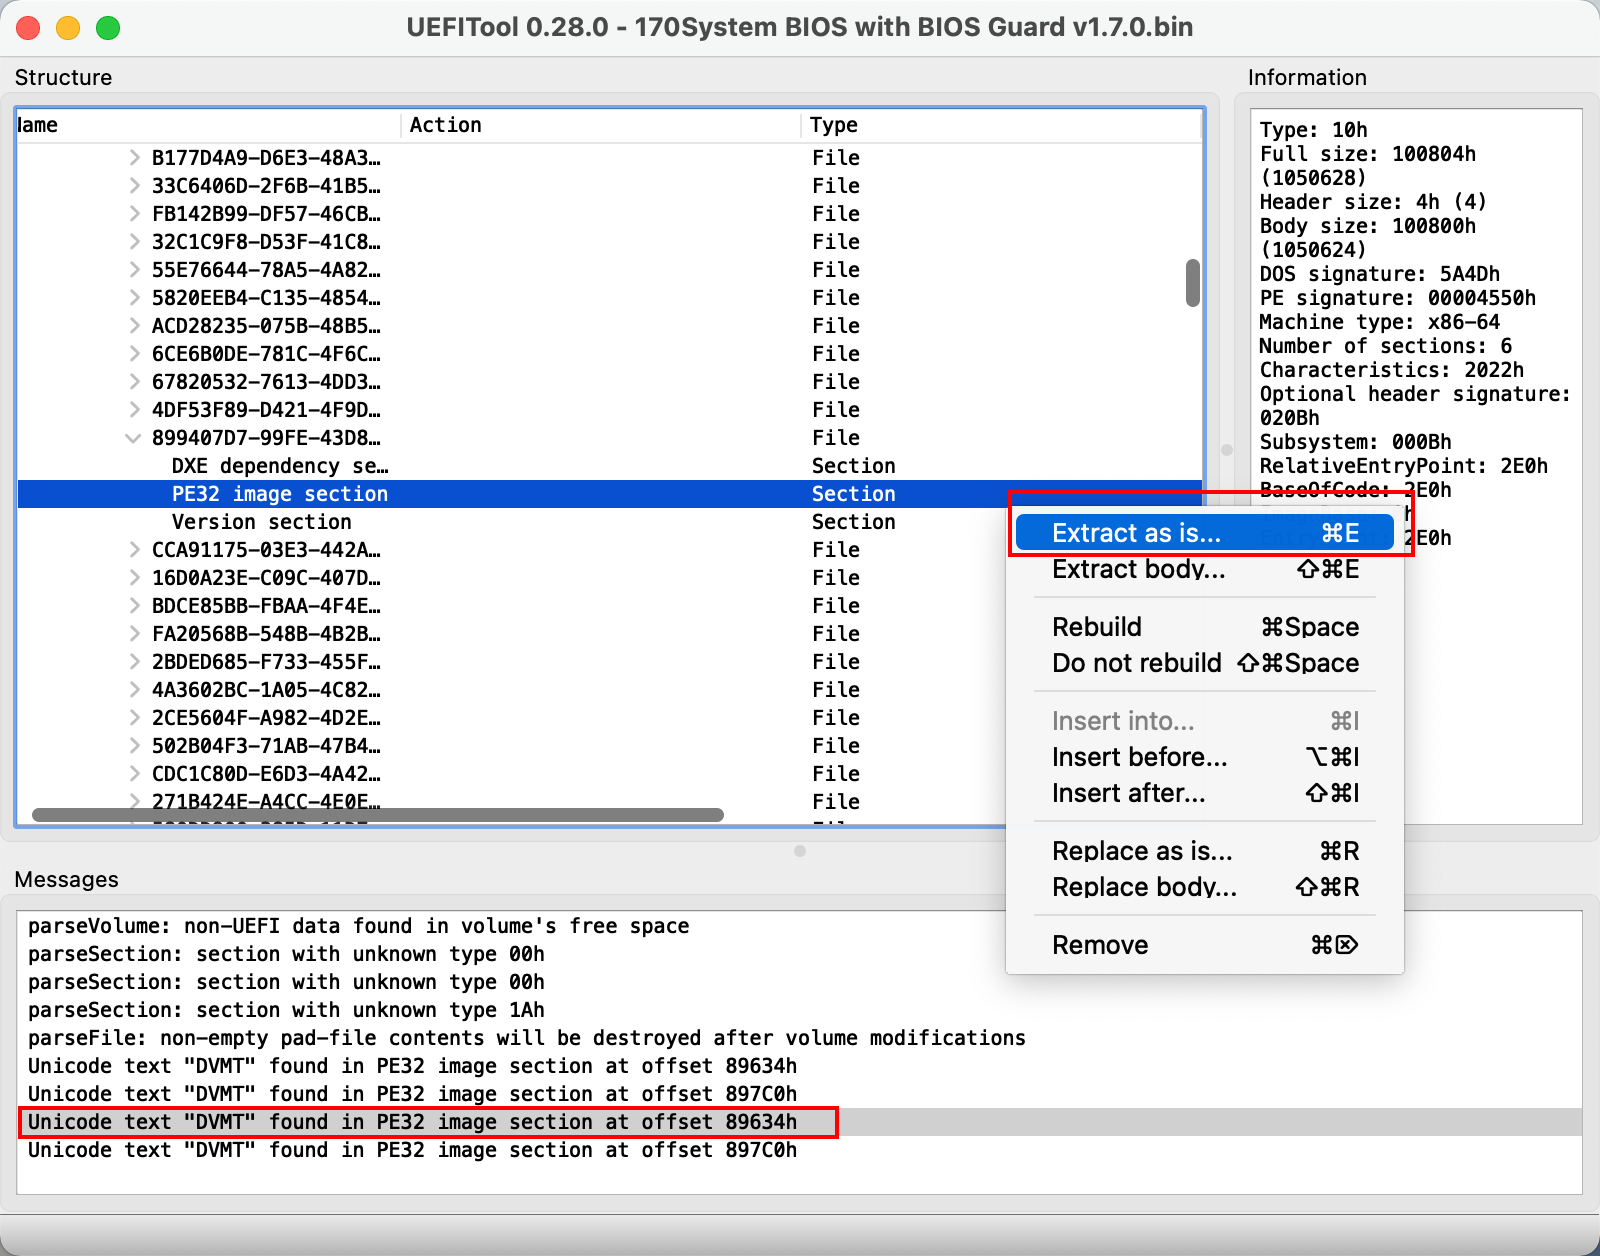 UEFITool 0.28.0 - 170System BIOS with BIOS Guard v1.7.0.bin
Structure
Information
Action
Type
B177D4A9-D6E3-48A3… File
33C6406D-2F6B-41B5… File
FB142B99-DF57-46CB… File
32C1C9F8-D53F-41C8… File
55E76644-78A5-4A82… File
5820EEB4-C135-4854… File
ACD28235-075B-48B5… File
6CE6B0DE-781C-4F6C… File
67820532-7613-4DD3… File
4DF53F89-D421-4F9D… File
899407D7-99FE-43D8… File
DXE dependency se… Section
PE32 image section Section
Version section Section
CCA91175-03E3-442A… File
16D0A23E-C09C-407D… File
BDCE85BB-FBAA-4F4E… File
FA20568B-548B-4B2B… File
2BDED685-F733-455F… File
4A3602BC-1A05-4C82… File
2CE5604F-A982-4D2E… File
502B04F3-71AB-47B4… File
CDC1C80D-E6D3-4A42… File
271B424E-A4CC-4E0E… File
Type: 10h
Full size: 100804h
(1050628)
Header size: 4h (4)
Body size: 100800h
(1050624)
DOS signature: 5A4Dh
PE signature: 00004550h
Machine type: x86-64
Number of sections: 6
Characteristics: 2022h
Optional header signature:
020Bh
Subsystem: 000Bh
RelativeEntryPoint: 2E0h
BaseOfCode: 2E0h
2E0h
Extract as is… ⌘E
Extract body… ⇧⌘E
Rebuild ⌘Space
Do not rebuild ⇧⌘Space
Insert into… ⌘I
Insert before… ⌥⌘I
Insert after… ⇧⌘I
Replace as is… ⌘R
Replace body… ⇧⌘R
Remove ⌘⌦
Messages
parseVolume: non-UEFI data found in volume's free space
parseSection: section with unknown type 00h
parseSection: section with unknown type 00h
parseSection: section with unknown type 1Ah
parseFile: non-empty pad-file contents will be destroyed after volume modifications
Unicode text "DVMT" found in PE32 image section at offset 89634h
Unicode text "DVMT" found in PE32 image section at offset 897C0h
Unicode text "DVMT" found in PE32 image section at offset 89634h
Unicode text "DVMT" found in PE32 image section at offset 897C0h